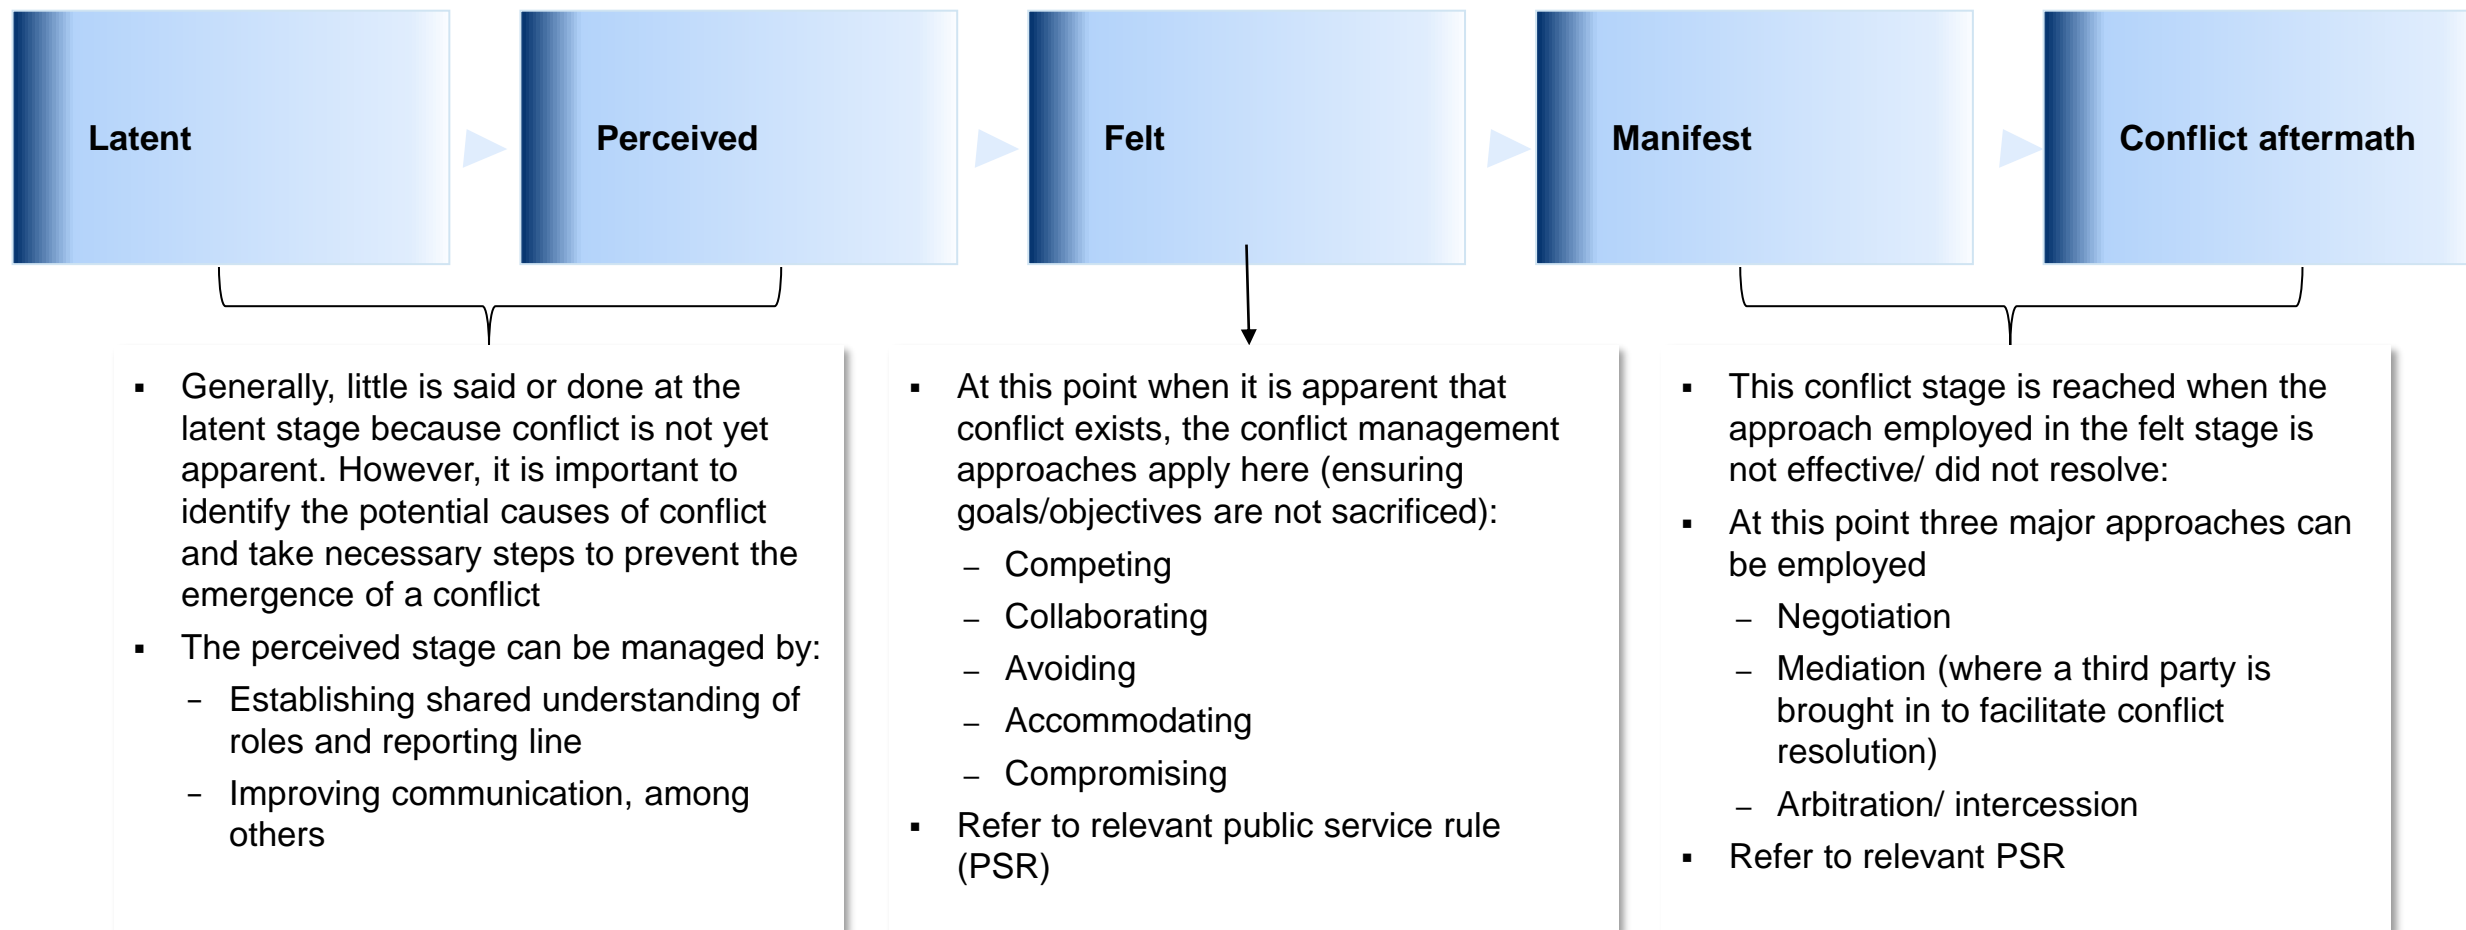 Latent
Perceived
Felt
Manifest
Conflict aftermath
▪ Generally, little is said or done at the
latent stage because conflict is not yet
apparent. However, it is important to
identify the potential causes of conflict
and take necessary steps to prevent the
emergence of a conflict
▪ The perceived stage can be managed by:
− Establishing shared understanding of
roles and reporting line
− Improving communication, among
others
▪ At this point when it is apparent that
conflict exists, the conflict management
approaches apply here (ensuring
goals/objectives are not sacrificed):
– Competing
– Collaborating
– Avoiding
– Accommodating
– Compromising
▪ Refer to relevant public service rule
(PSR)
▪ This conflict stage is reached when the
approach employed in the felt stage is
not effective/ did not resolve:
▪ At this point three major approaches can
be employed
– Negotiation
– Mediation (where a third party is
brought in to facilitate conflict
resolution)
– Arbitration/ intercession
▪ Refer to relevant PSR